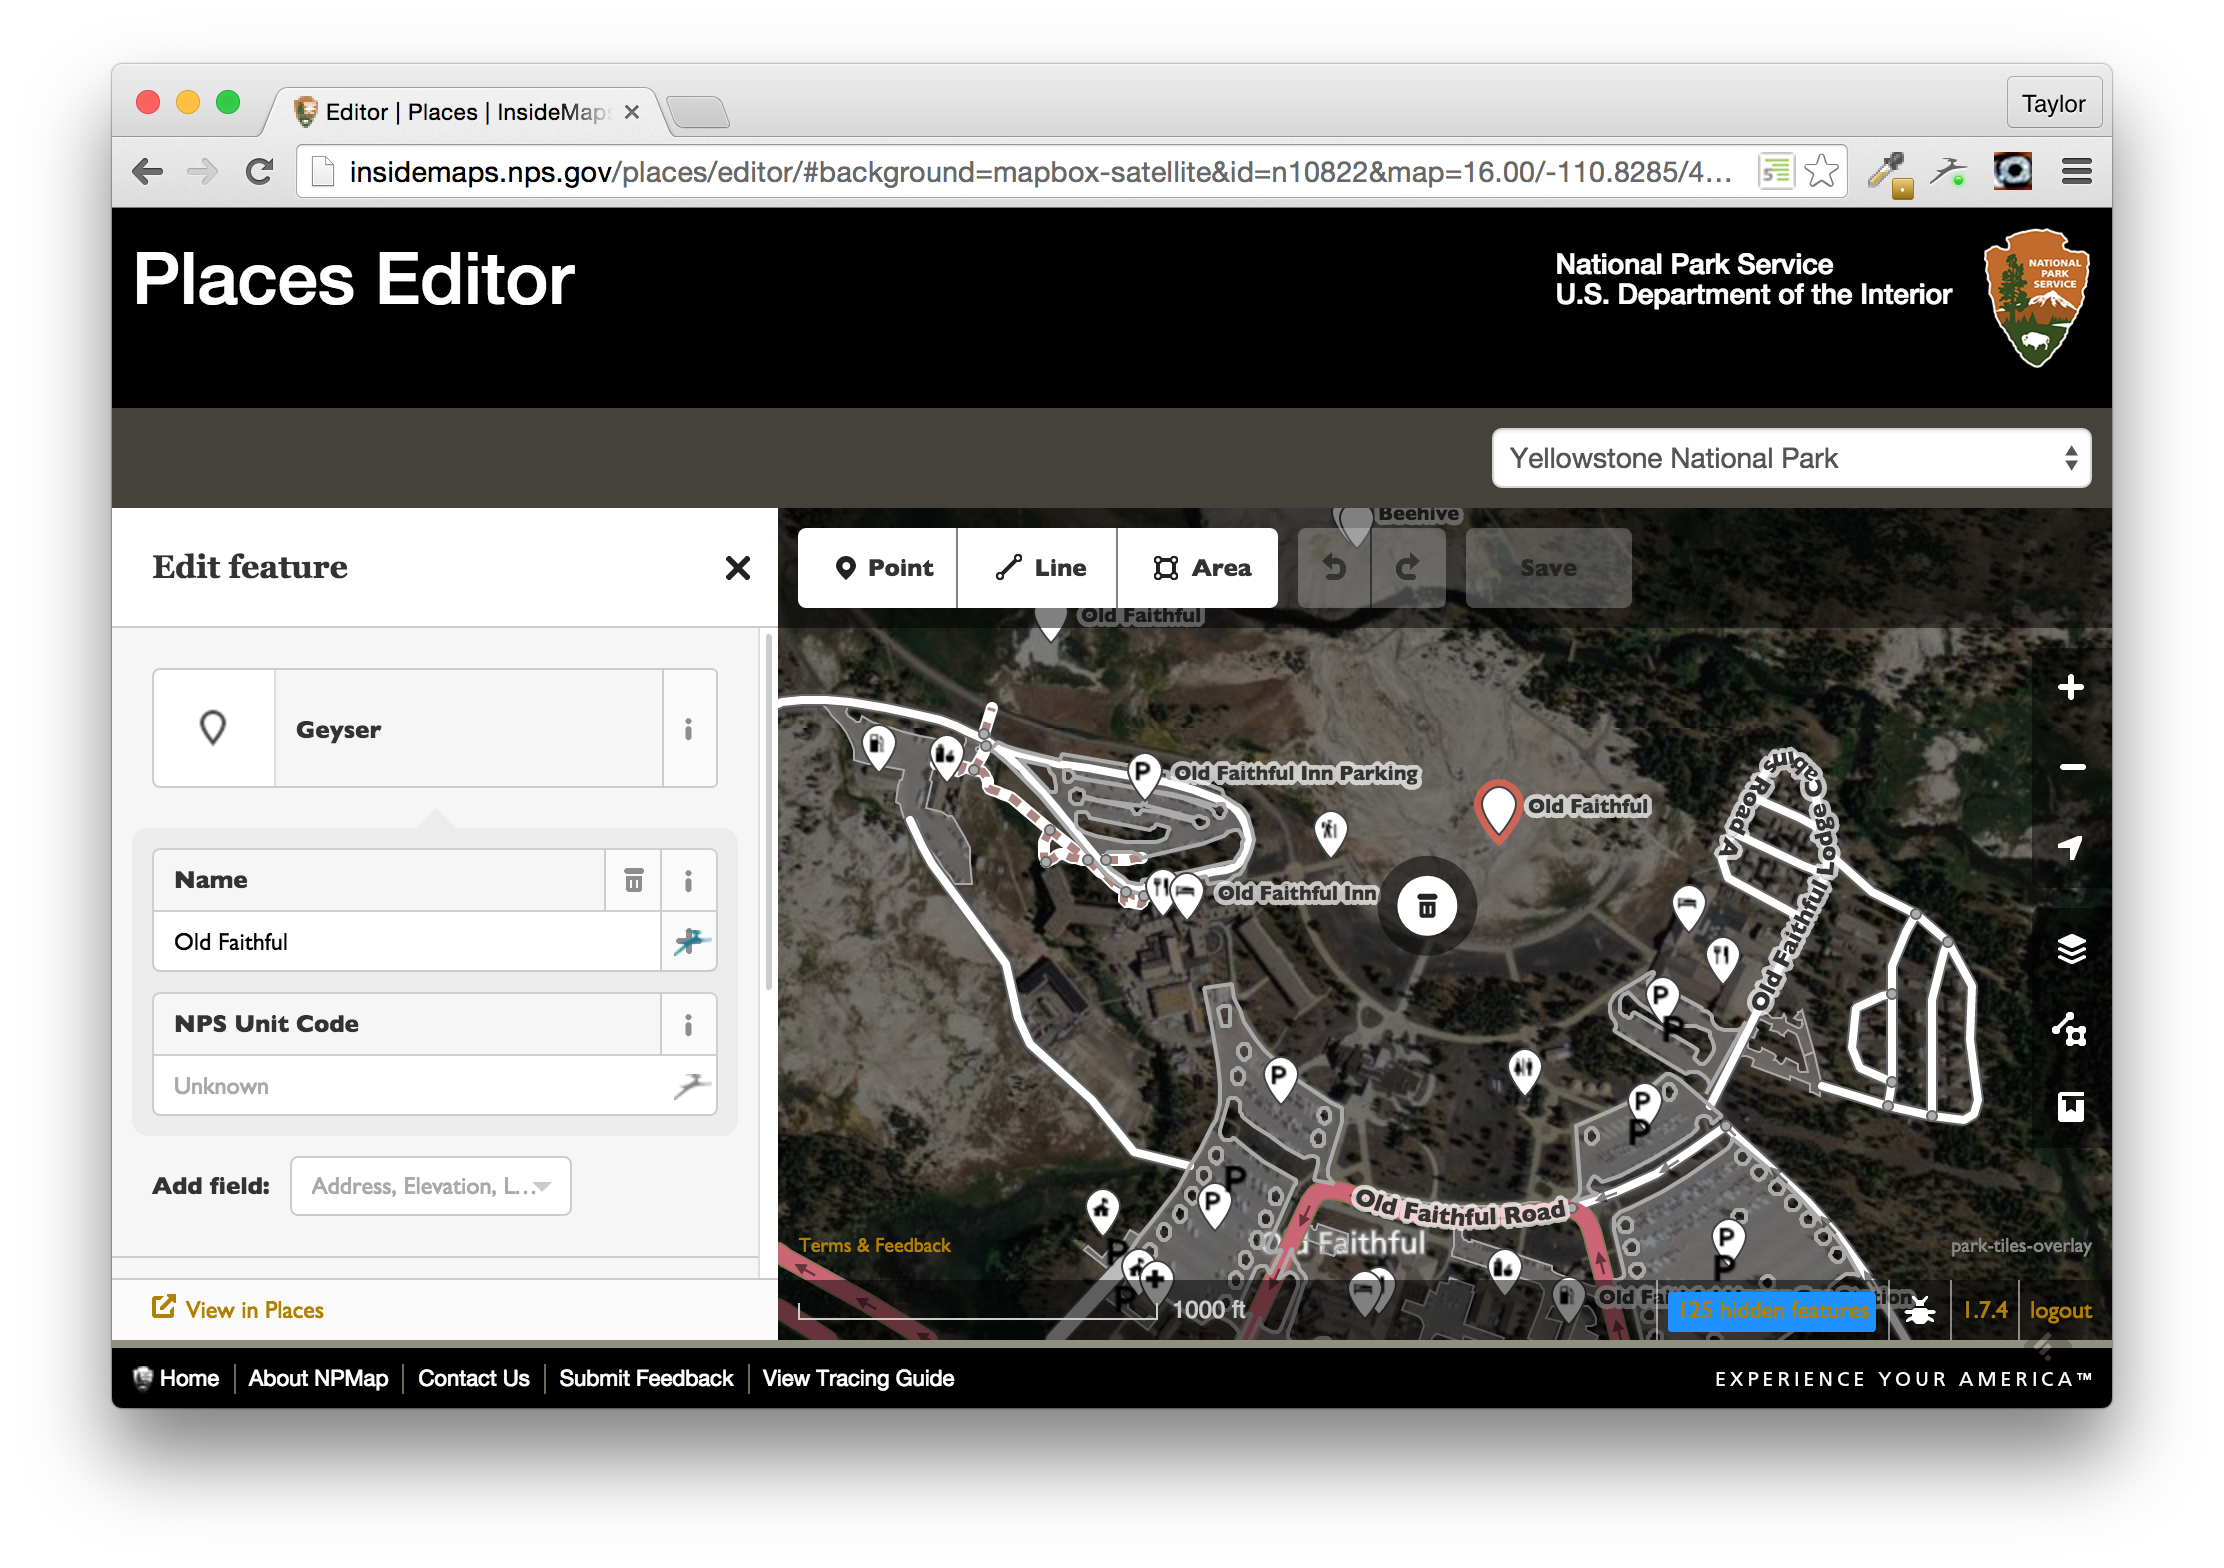 Editor | Places | InsideMaps
Taylor
insidemaps.nps.gov/places/editor/#background=mapbox-satellite&id=n10822&map=16.00/-110.8285/4...
Places Editor
National Park Service
U.S. Department of the Interior
NATIONAL
PARK
SERVICE
Yellowstone National Park
Edit feature
Point
Line
Area
Save
Beehive
Old Faithful
Geyser
Old Faithful Inn Parking
Old Faithful
Old Faithful Inn
Old Faithful Lodge Cabins Road A
Name
Old Faithful
NPS Unit Code
Unknown
Add field:
Address, Elevation, L...
Old Faithful Road
Old Faithful
Terms & Feedback
park-tiles-overlay
View in Places
1000 ft
125 hidden features
1.7.4
logout
Home
About NPMap
Contact Us
Submit Feedback
View Tracing Guide
EXPERIENCE YOUR AMERICA™